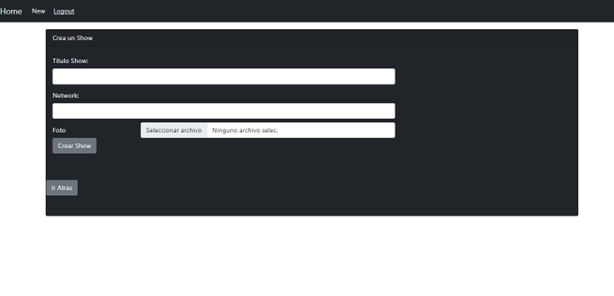 Home New Logout
Crea un Show
Titulo Show:
Network:
Foto Seleccionar archivo Ninguno archivo selec.
Crear Show
Ir Atras